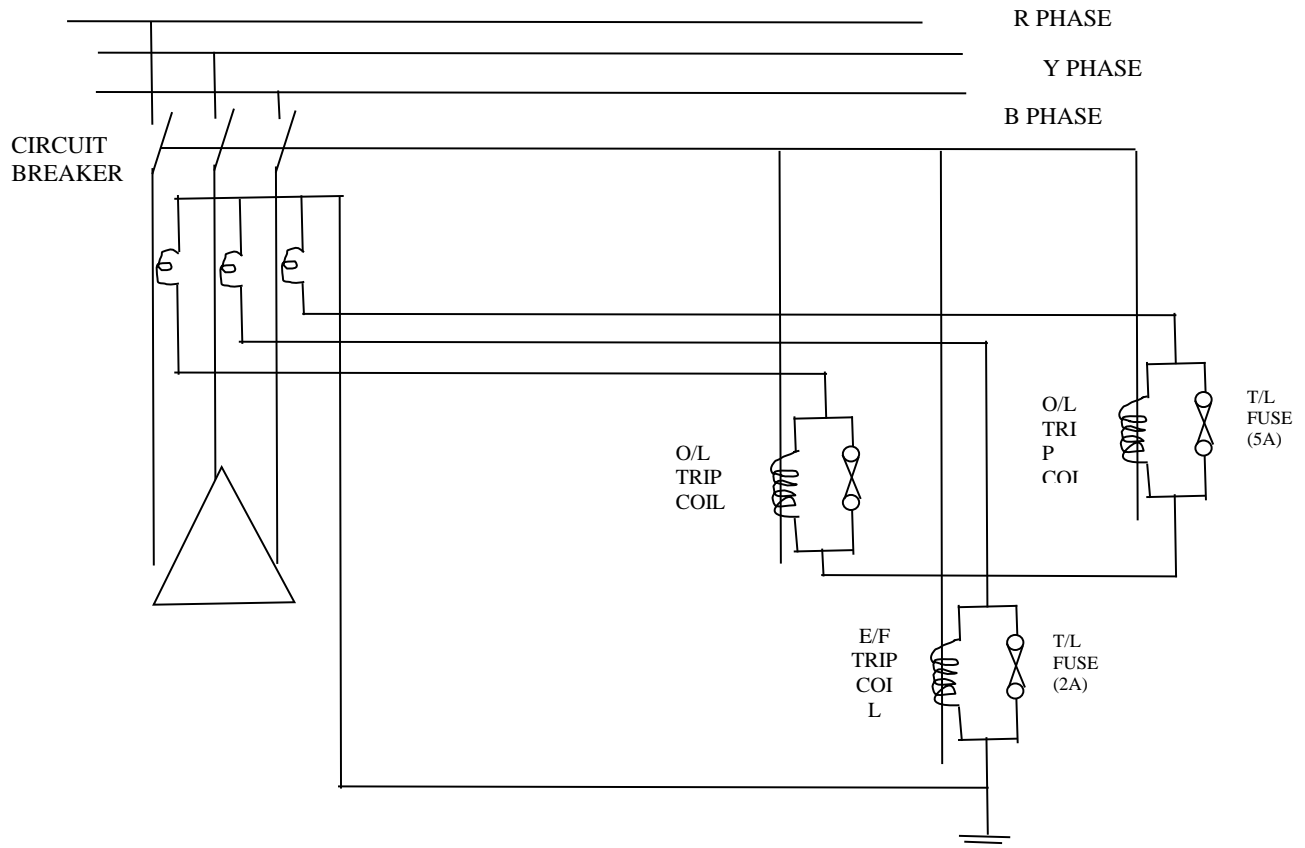 R PHASE
Y PHASE
B PHASE
CIRCUIT
BREAKER
O/L
TRI
P
COI
T/L
FUSE
(5A)
O/L
TRIP
COIL
E/F
TRIP
COI
L
T/L
FUSE
(2A)